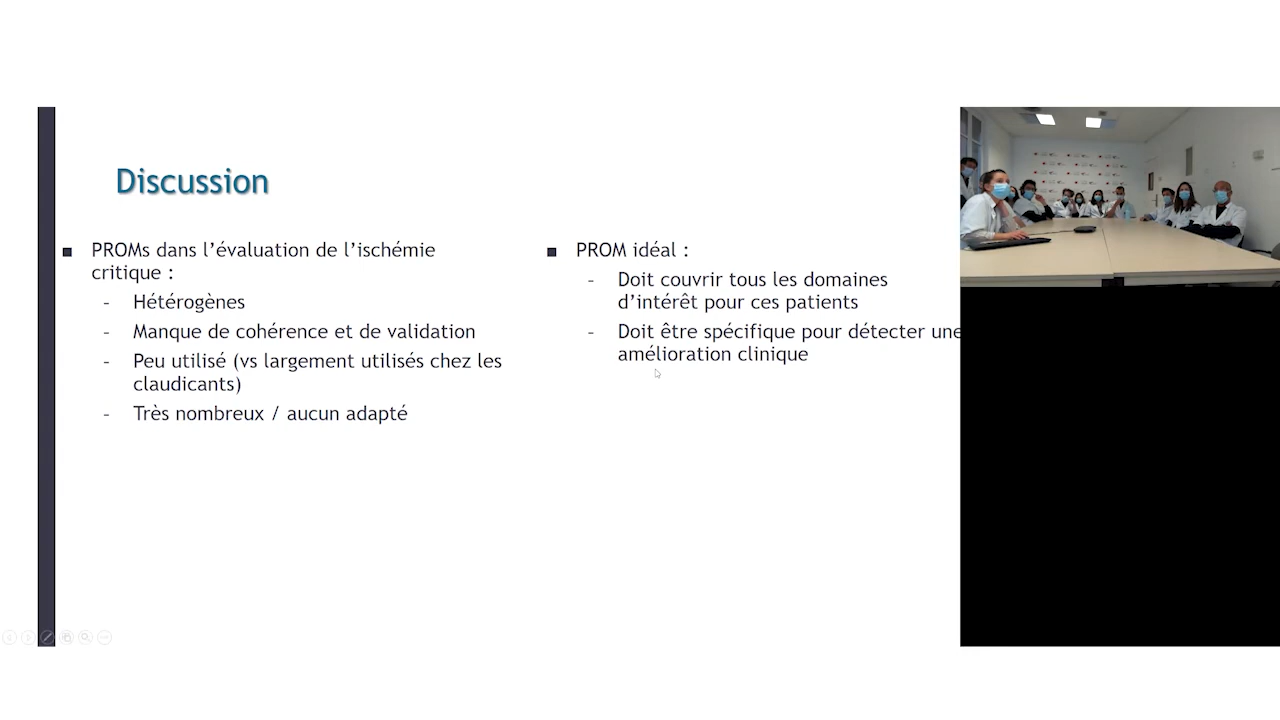 Discussion
■ PROMs dans l’évaluation de l’ischémie
critique :
- Hétérogènes
- Manque de cohérence et de validation
- Peu utilisé (vs largement utilisés chez les
claudicants)
- Très nombreux / aucun adapté
■ PROM idéal :
- Doit couvrir tous les domaines
d’intérêt pour ces patients
- Doit être spécifique pour détecter une
amélioration clinique